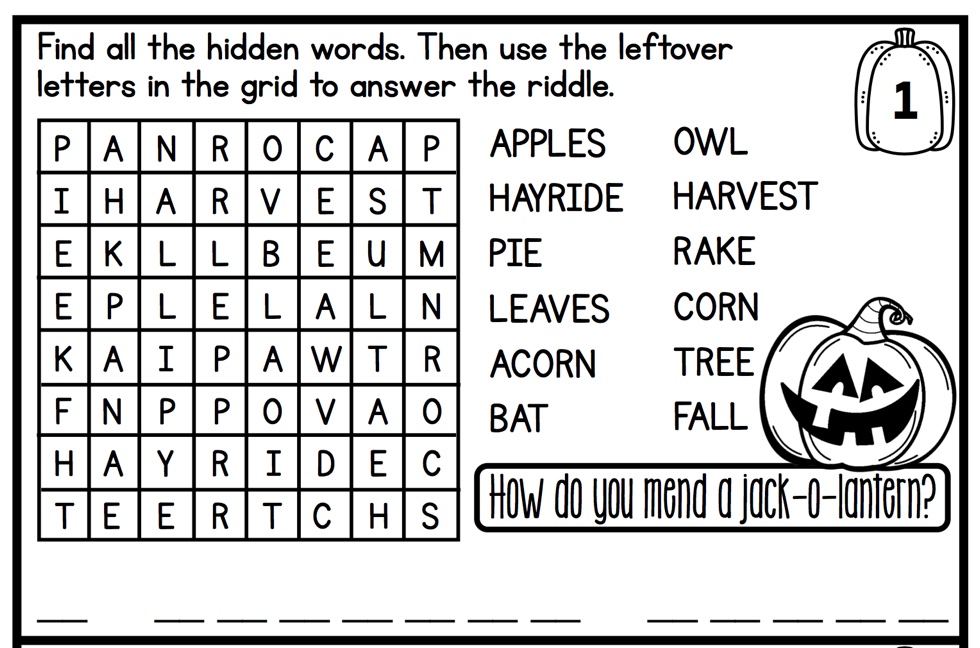 Find all the hidden words. Then use the leftover
letters in the grid to answer the riddle.
1
P A N R O C A P
I H A R V E S T
E K L L B E U M
E P L E L A L N
K A I P A W T R
F N P P O V A O
H A Y R I D E C
T E E R T C H S
APPLES OWL
HAYRIDE HARVEST
PIE RAKE
LEAVES CORN
ACORN TREE
BAT FALL
How do you mend a jack-o-lantern?